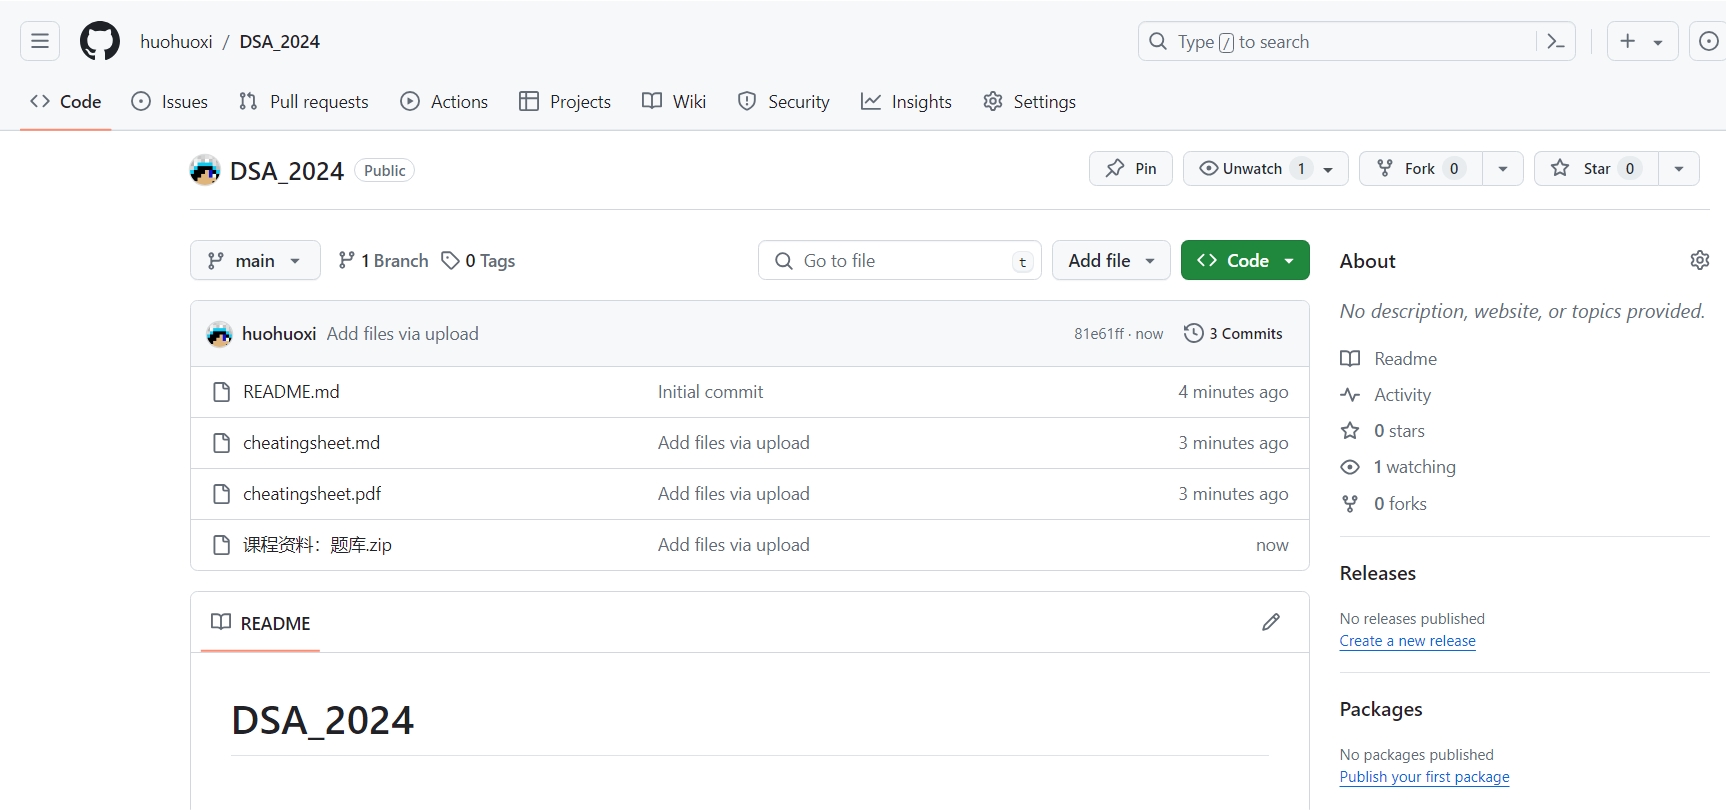 huohuoxi / DSA_2024
Type / to search
Code Issues Pull requests Actions Projects Wiki Security Insights Settings
DSA_2024 Public
Pin Unwatch 1 Fork 0 Star 0
main 1 Branch 0 Tags Go to file t Add file Code
huohuoxi Add files via upload 81e61ff · now 3 Commits
README.md Initial commit 4 minutes ago
cheatingsheet.md Add files via upload 3 minutes ago
cheatingsheet.pdf Add files via upload 3 minutes ago
课程资料：题库.zip Add files via upload now
README
DSA_2024
About
No description, website, or topics provided.
Readme
Activity
0 stars
1 watching
0 forks
Releases
No releases published
Create a new release
Packages
No packages published
Publish your first package